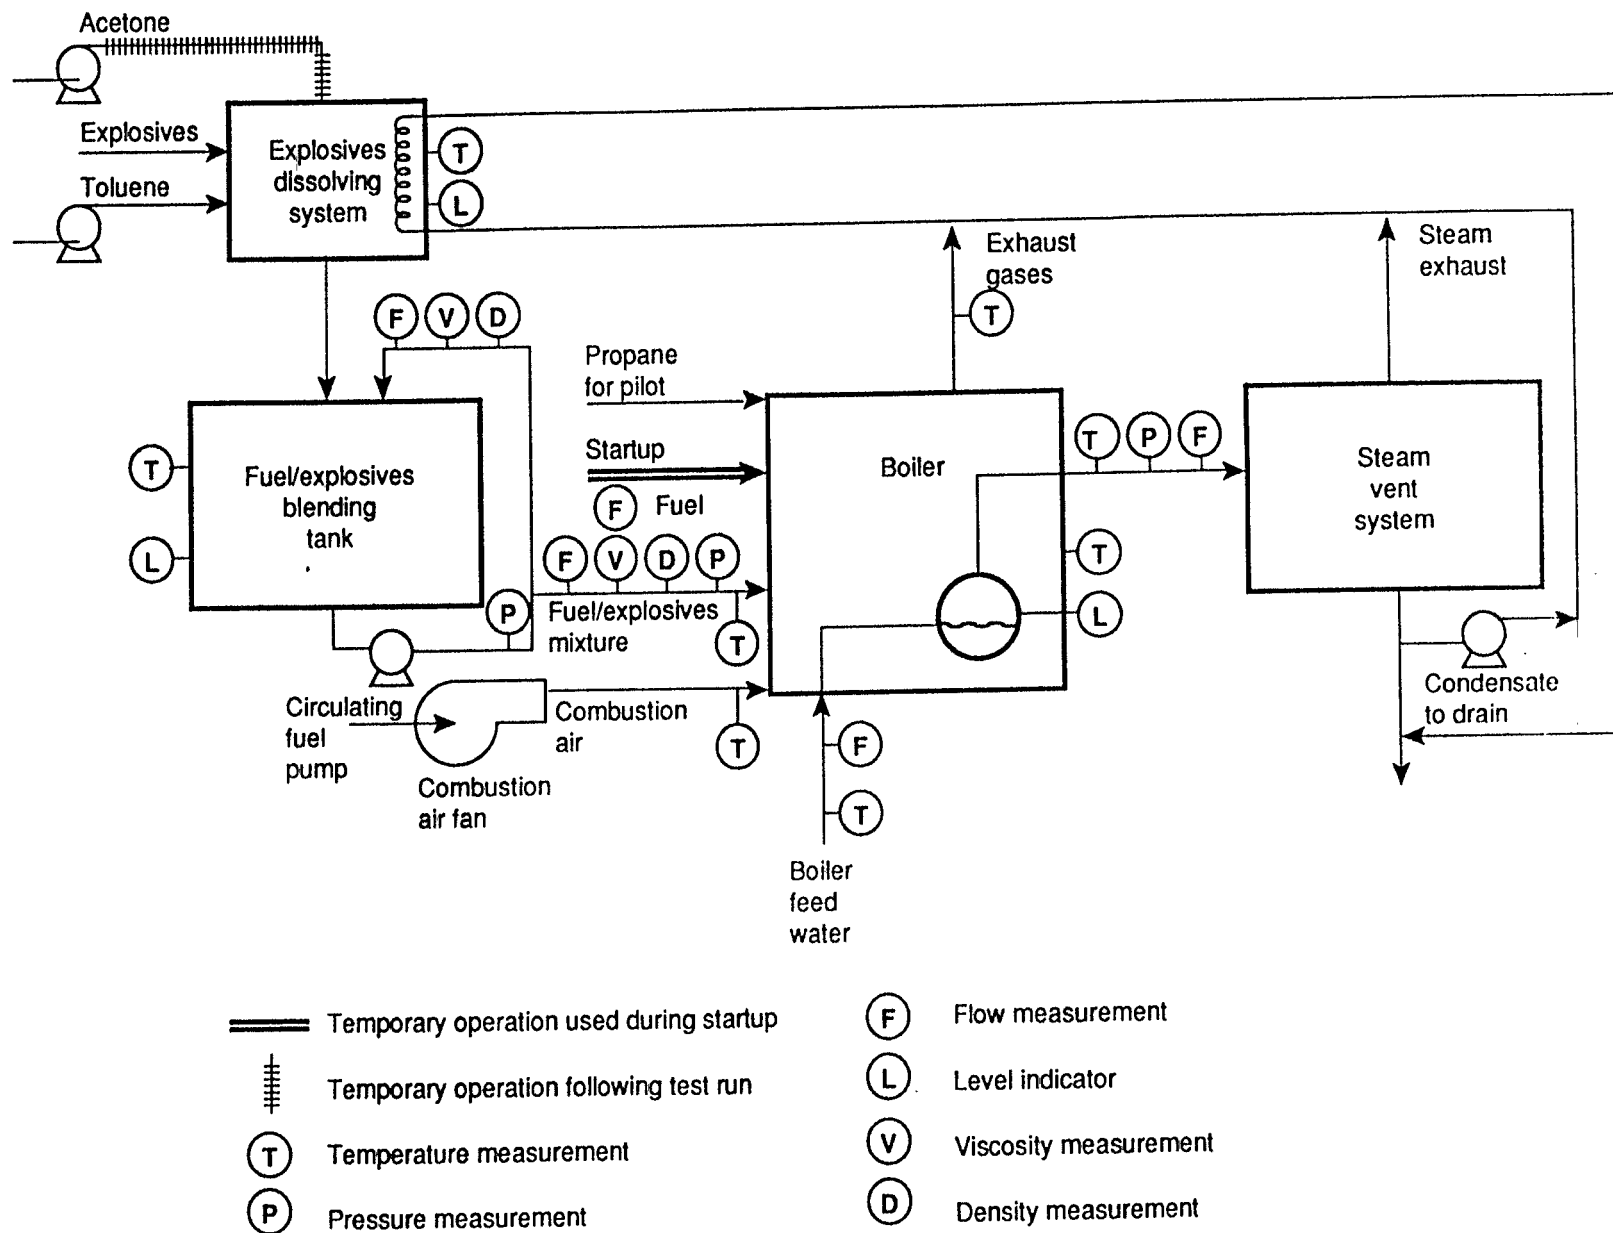 Acetone
Explosives
Toluene
Explosives
dissolving
system
T
L
Exhaust
gases
T
Steam
exhaust
F V D
Propane
for pilot
Startup
F Fuel
Boiler
T P F
Steam
vent
system
T
L
Fuel/explosives
blending
tank
F V D P
P
Fuel/explosives
mixture
T
T
L
Circulating
fuel
pump
Combustion
air
T
Combustion
air fan
F
T
Boiler
feed
water
Condensate
to drain
Temporary operation used during startup
Temporary operation following test run
T Temperature measurement
P Pressure measurement
F Flow measurement
L Level indicator
V Viscosity measurement
D Density measurement